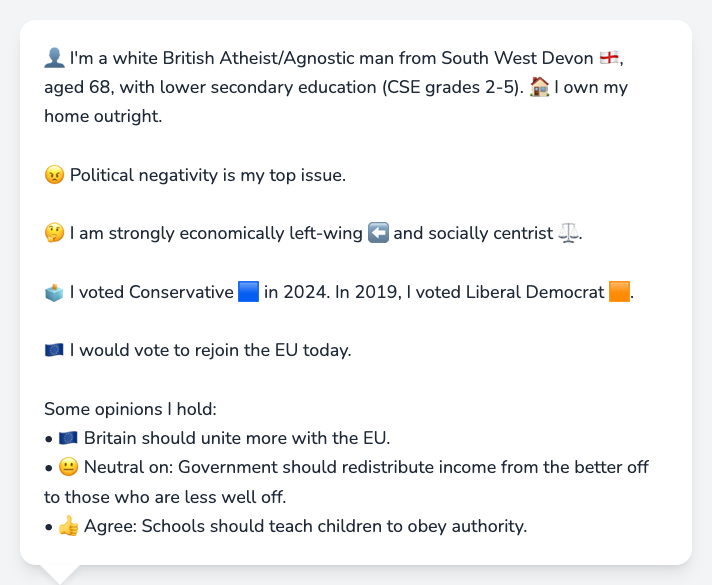 👤 I'm a white British Atheist/Agnostic man from South West Devon 🏴󠁧󠁢󠁥󠁮󠁧󠁿,
aged 68, with lower secondary education (CSE grades 2-5). 🏠 I own my
home outright.
😠 Political negativity is my top issue.
🤔 I am strongly economically left-wing ⬅️ and socially centrist ⚖️.
🗳️ I voted Conservative 🟦 in 2024. In 2019, I voted Liberal Democrat 🟧.
🇪🇺 I would vote to rejoin the EU today.
Some opinions I hold:
• 🇪🇺 Britain should unite more with the EU.
• 😐 Neutral on: Government should redistribute income from the better off
to those who are less well off.
• 👍 Agree: Schools should teach children to obey authority.